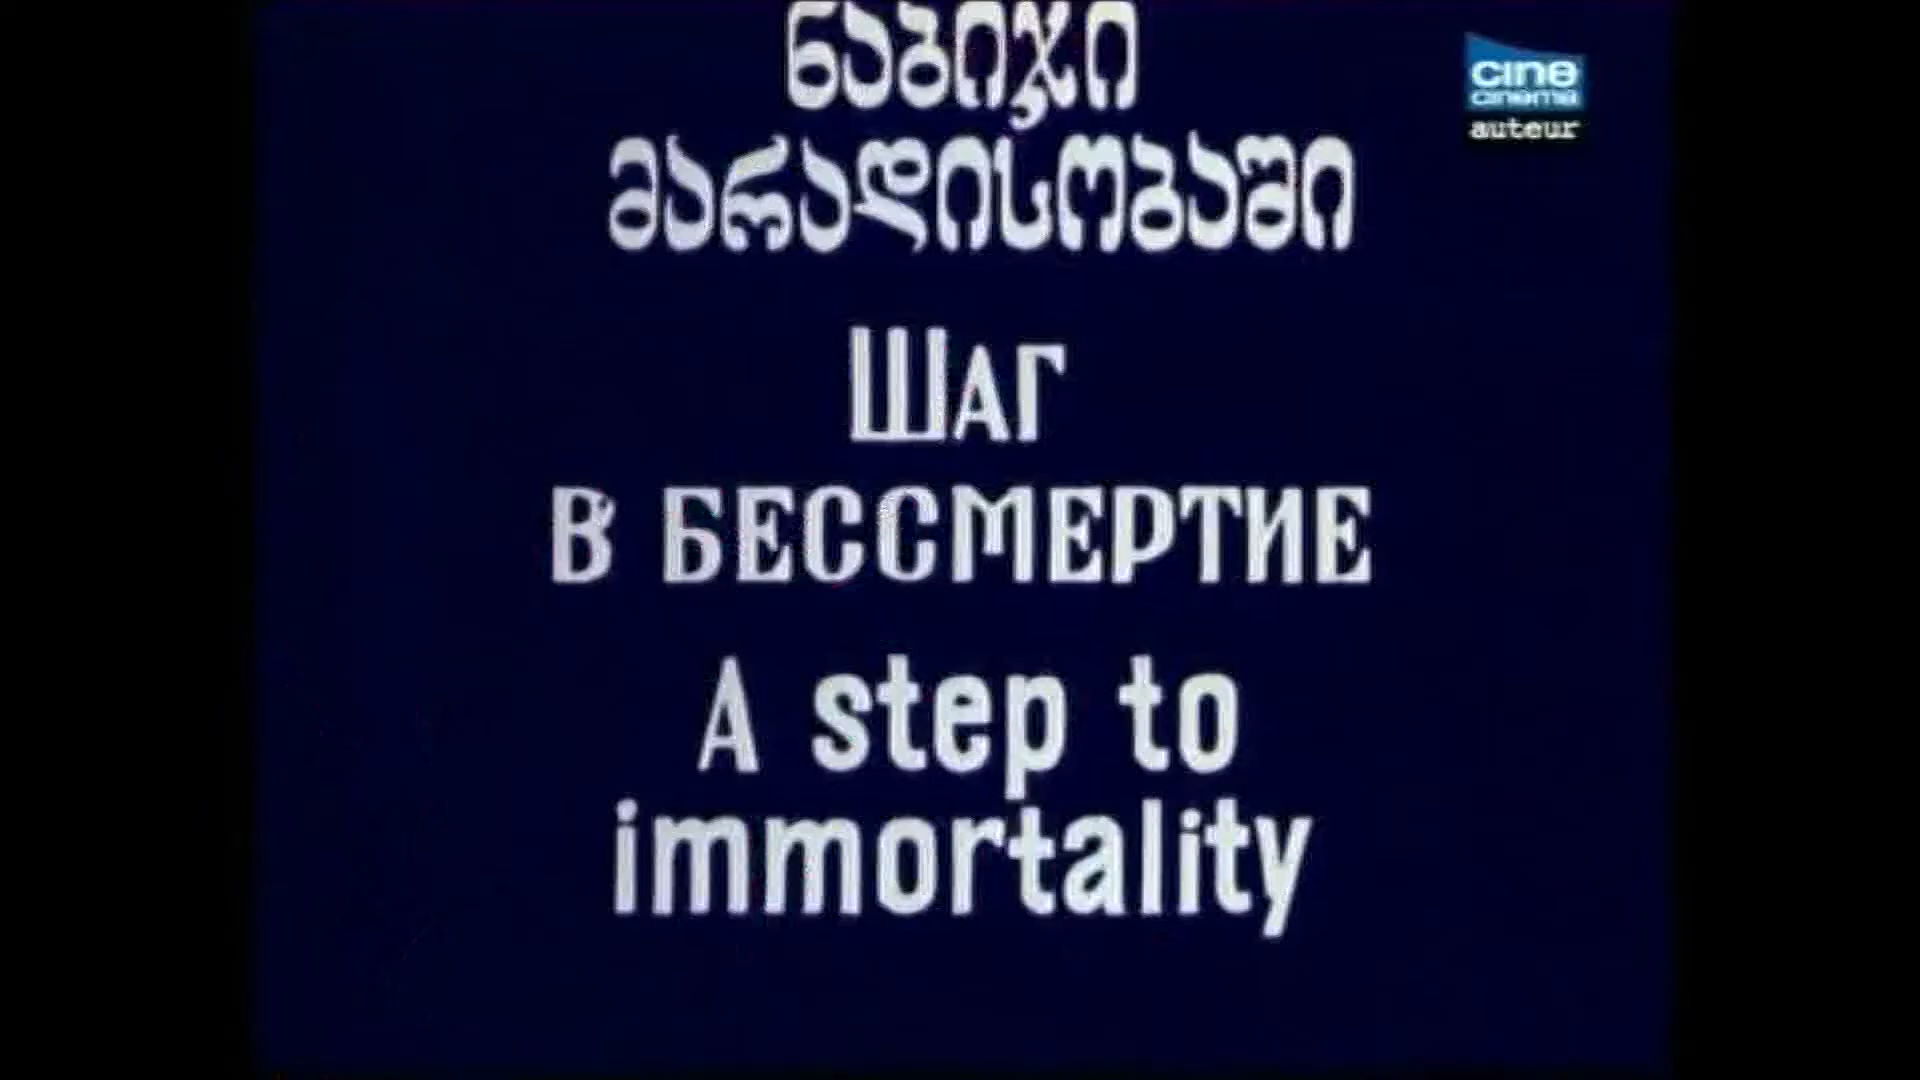 ნაბიჯი
cine
cinema
auteur
მარადისობაში
ШАГ
В БЕССМЕРТИЕ
A step to
immortality